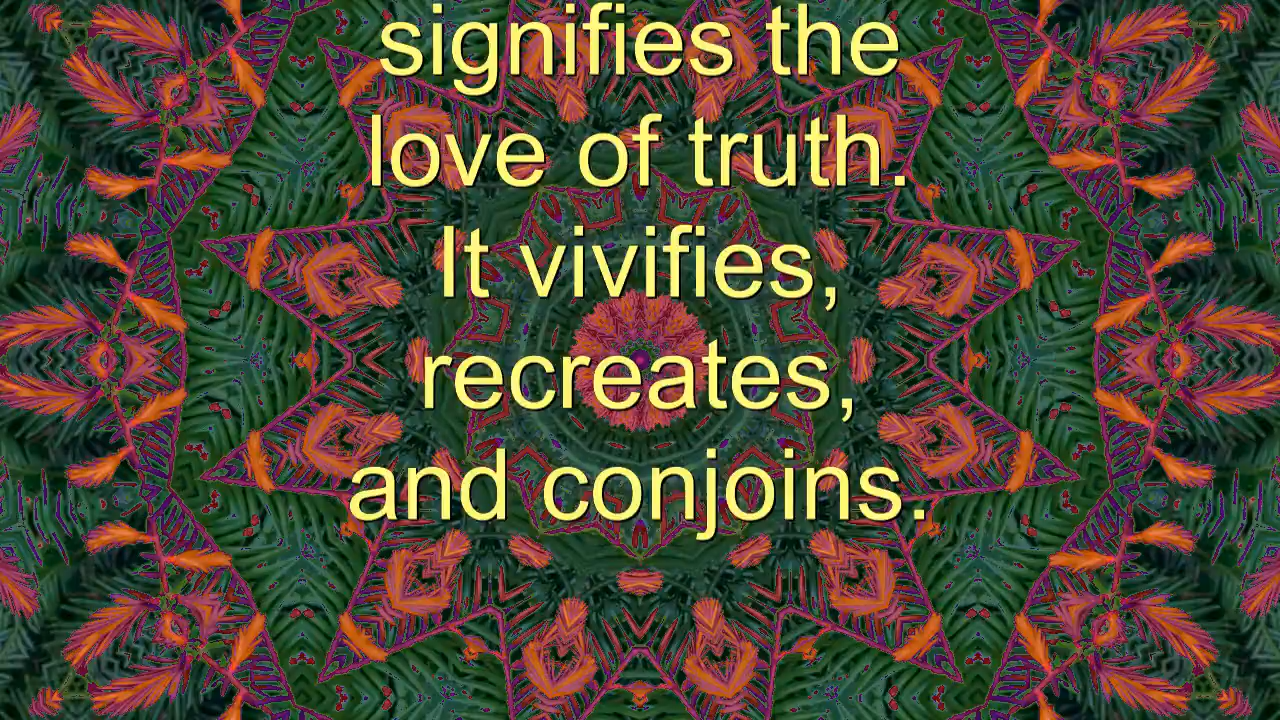 signifies the
love of truth.
It vivifies,
recreates,
and conjoins.